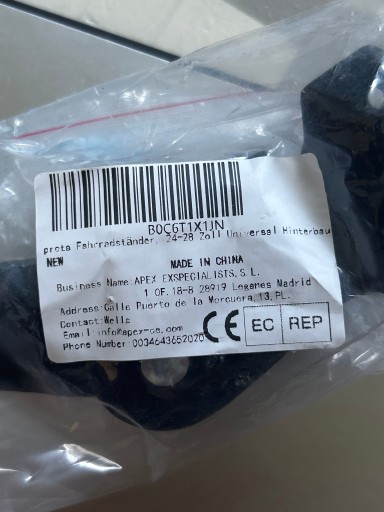 B0C6T1X1JN
prota Fahrradständer, 24-28 Zoll Universal Hinterbau
NEW
MADE IN CHINA
Business Name:APEX EXSPECIALISTS,S.L.
Address:Calle Puerto de la Morcuera,13,PL.
1 OF.18-B 28919 Leganes Madrid
Contact:Wells
Email:info@apex-ce.com
Phone Number:0034643652020
CE
EC REP